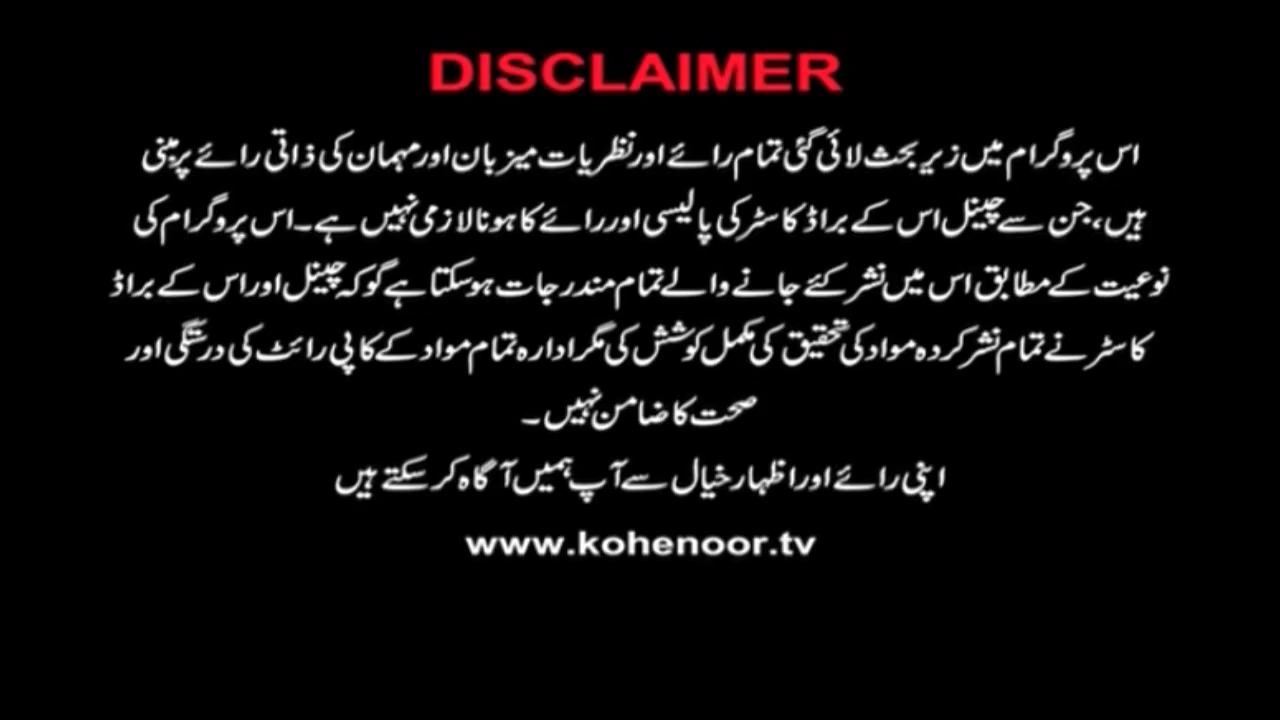 DISCLAIMER
اس پروگرام میں زیر بحث لائی گئی تمام رائے اور نظریات میزبان اور مہمان کی ذاتی رائے پر مبنی
ہیں، جن سے چینل اس کے براڈ کاسٹر کی پالیسی اور رائے کا ہونا لازمی نہیں ہے۔ اس پروگرام کی
نوعیت کے مطابق اس میں نشر کئے جانے والے تمام مندرجات ہوسکتا ہے گو کہ چینل اور اس کے براڈ
کاسٹر نے تمام نشر کردہ مواد کی تحقیق کی مکمل کوشش کی مگر ادارہ تمام مواد کے کاپی رائٹ کی درستگی اور
صحت کا ضامن نہیں ۔
اپنی رائے اور اظہار خیال سے آپ ہمیں آگاہ کر سکتے ہیں
www.kohenoor.tv